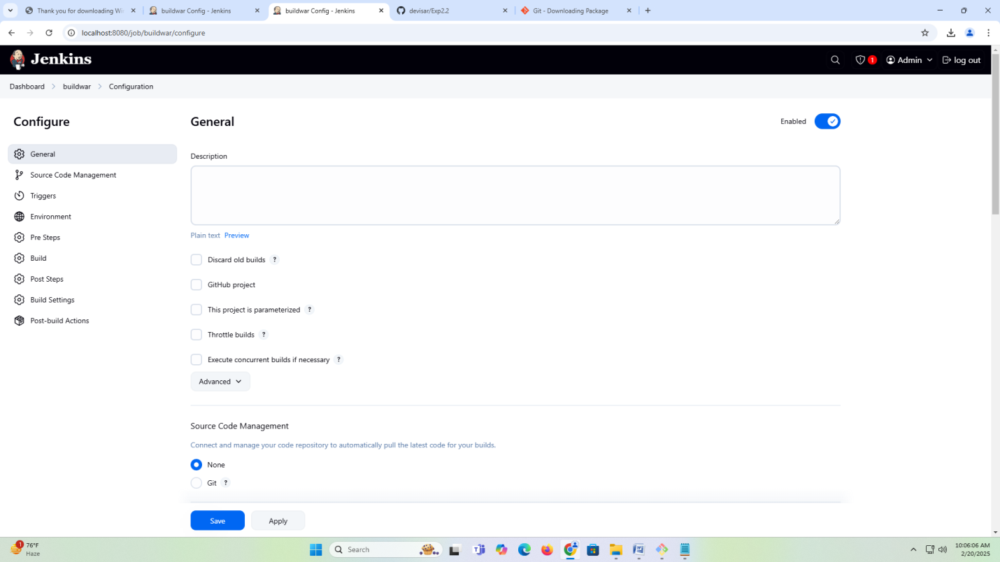 Thank you for downloading Wi
buildwar Config - Jenkins
buildwar Config - Jenkins
devisar/Exp2.2
Git - Downloading Package
localhost:8080/job/buildwar/configure
Jenkins
1
Admin
log out
Dashboard
buildwar
Configuration
Configure
General
Source Code Management
Triggers
Environment
Pre Steps
Build
Post Steps
Build Settings
Post-build Actions
General
Enabled
Description
Plain text Preview
Discard old builds ?
GitHub project
This project is parameterized ?
Throttle builds ?
Execute concurrent builds if necessary ?
Advanced
Source Code Management
Connect and manage your code repository to automatically pull the latest code for your builds.
None
Git ?
Save
Apply
1
76°F
Haze
Search
10:06:06 AM
2/20/2025